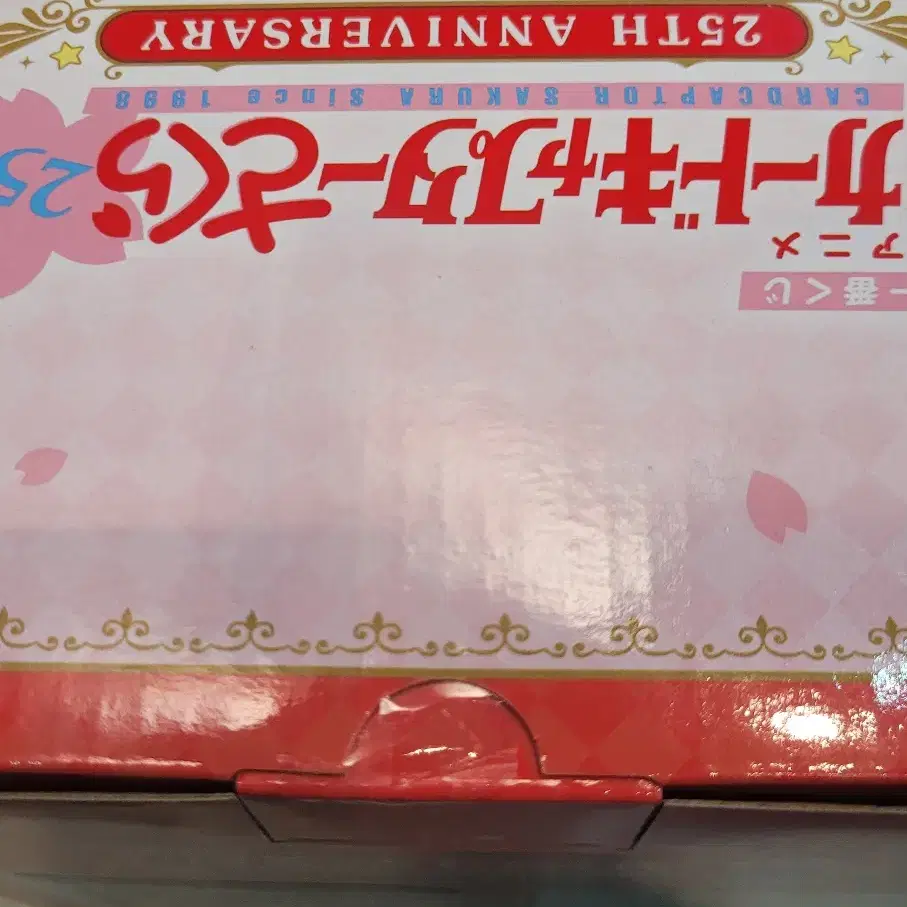 一番くじ
アニメ
カードキャプターさくら
25
CARDCAPTOR SAKURA Since 1998
25TH ANNIVERSARY